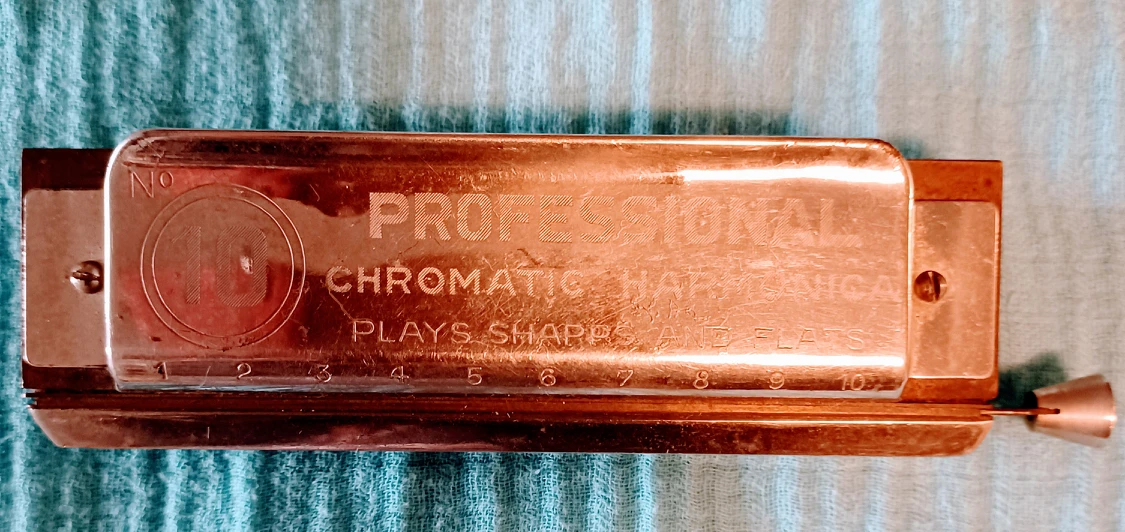 Nº
10
PROFESSIONAL
CHROMATIC HARMONICA
PLAYS SHARPS AND FLATS
1 2 3 4 5 6 7 8 9 10